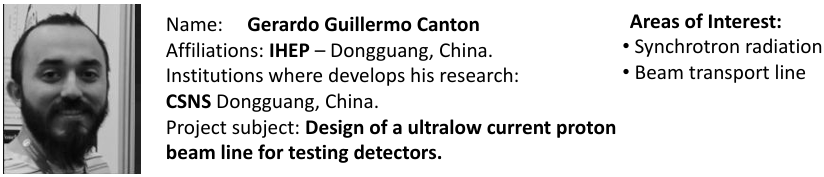 Name: Gerardo Guillermo Canton
Affiliations: IHEP – Dongguang, China.
Institutions where develops his research:
CSNS Dongguang, China.
Project subject: Design of a ultralow current proton
beam line for testing detectors.
Areas of Interest:
• Synchrotron radiation
• Beam transport line